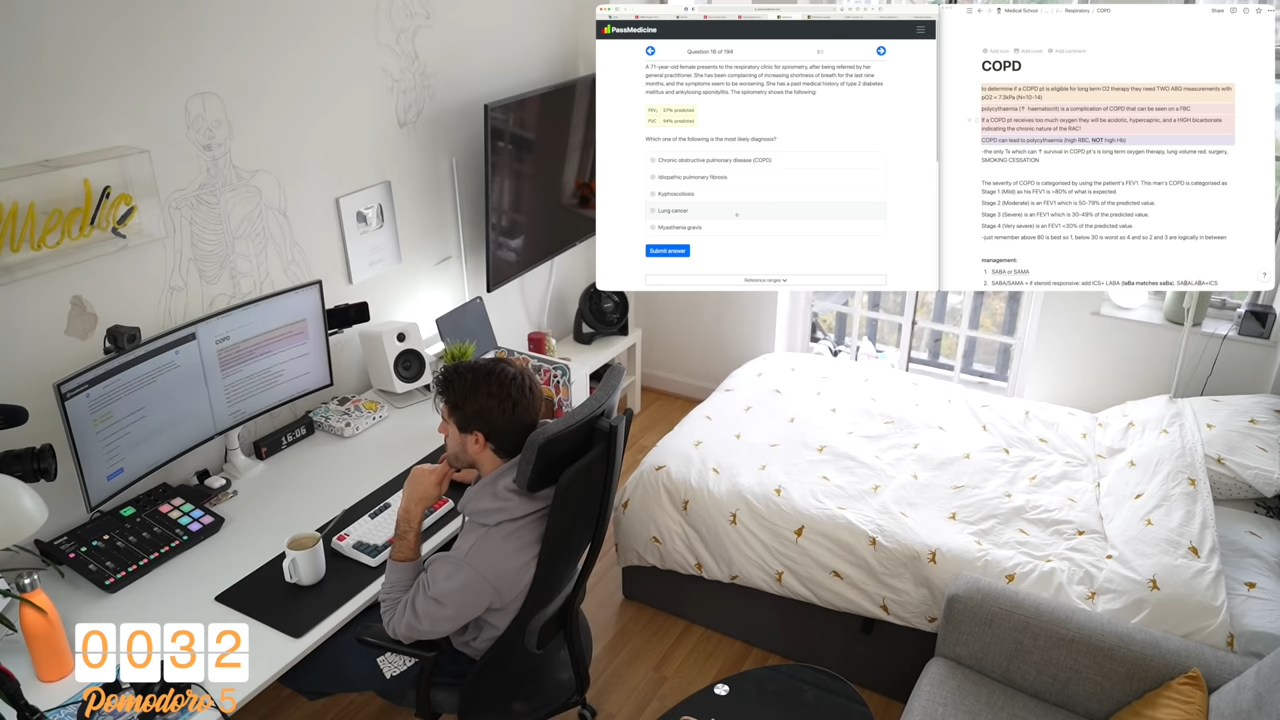 PassMedicine
Question 16 of 194
A 71-year-old female presents to the respiratory clinic for spirometry, after being referred by her
general practitioner. She has been complaining of increasing shortness of breath for the last nine
months, and the symptoms seem to be worsening. She has a past medical history of type 2 diabetes
mellitus and ankylosing spondylitis. The spirometry shows the following:
FEV₁ 57% predicted
FVC 94% predicted
Which one of the following is the most likely diagnosis?
Chronic obstructive pulmonary disease (COPD)
Idiopathic pulmonary fibrosis
Kyphoscoliosis
Lung cancer
Myasthenia gravis
Submit answer
Reference ranges
Medical School / ... / Respiratory / COPD
Share
Add icon Add cover Add comment
COPD
to determine if a COPD pt is eligible for long term O2 therapy they need TWO ABG measurements with
pO2 < 7.3kPa (N=10-14)
polycythaemia (↑ haematocrit) is a complication of COPD that can be seen on a FBC
If a COPD pt receives too much oxygen they will be acidotic, hypercapnic, and a HIGH bicarbonate
indicating the chronic nature of the RAC!
COPD can lead to polycythaemia (high RBC, NOT high Hb)
-the only Tx which can ↑ survival in COPD pt's is long term oxygen therapy, lung volume red. surgery,
SMOKING CESSATION
The severity of COPD is categorised by using the patient's FEV1. This man's COPD is categorised as
Stage 1 (Mild) as his FEV1 is >80% of what is expected.
Stage 2 (Moderate) is an FEV1 which is 50-79% of the predicted value.
Stage 3 (Severe) is an FEV1 which is 30-49% of the predicted value.
Stage 4 (Very severe) is an FEV1 <30% of the predicted value.
-just remember above 80 is best so 1, below 30 is worst so 4 and so 2 and 3 are logically in between
management:
1. SABA or SAMA
2. SABA/SAMA + if steroid responsive: add ICS+ LABA (laBa matches saBa). SABALABA+ICS
?
Medic
COPD
16:06
0032
Pomodoro 5